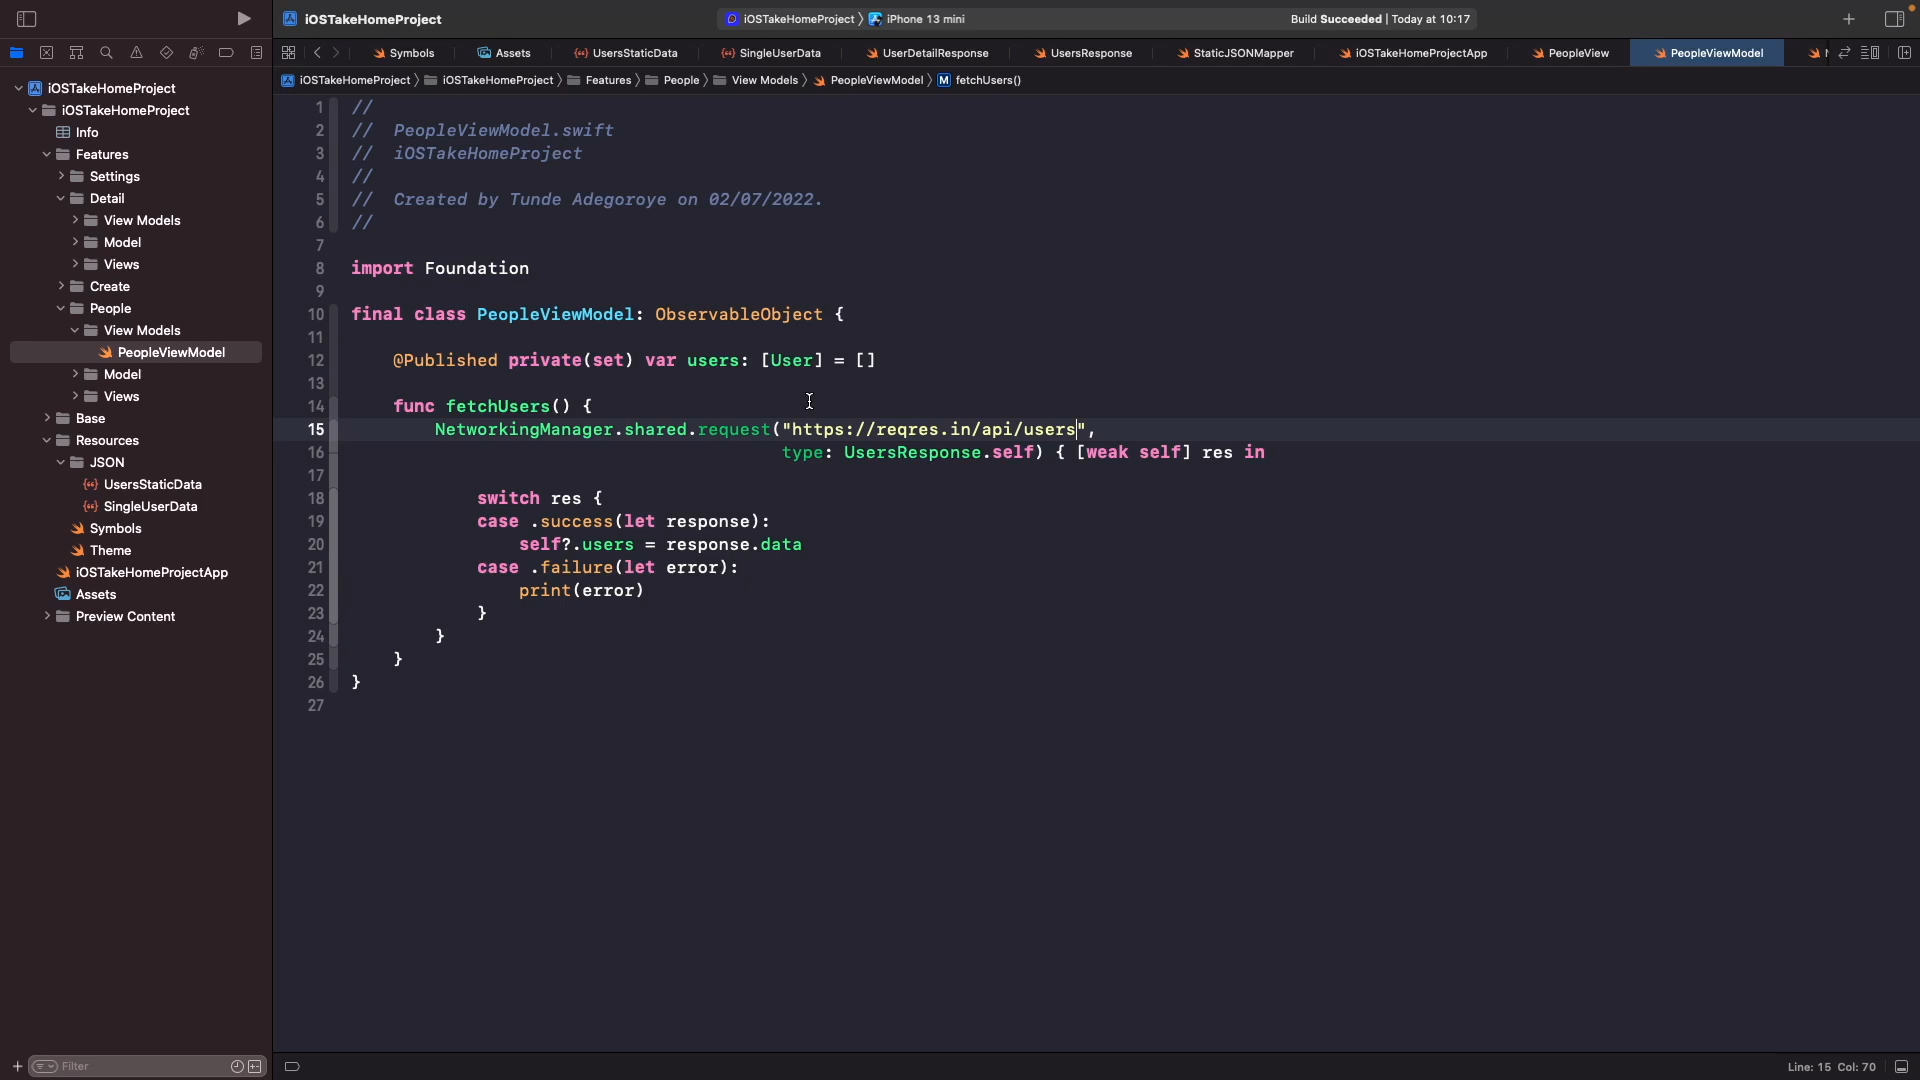 iOSTakeHomeProject
iOSTakeHomeProject 〉 iPhone 13 mini
Build Succeeded | Today at 10:17
Symbols
Assets
UsersStaticData
SingleUserData
UserDetailResponse
UsersResponse
StaticJSONMapper
iOSTakeHomeProjectApp
PeopleView
PeopleViewModel
iOSTakeHomeProject 〉 iOSTakeHomeProject 〉 Features 〉 People 〉 View Models 〉 PeopleViewModel 〉 M fetchUsers()
iOSTakeHomeProject
iOSTakeHomeProject
Info
Features
Settings
Detail
View Models
Model
Views
Create
People
View Models
PeopleViewModel
Model
Views
Base
Resources
JSON
UsersStaticData
SingleUserData
Symbols
Theme
iOSTakeHomeProjectApp
Assets
Preview Content
Filter
1 //
2 //  PeopleViewModel.swift
3 //  iOSTakeHomeProject
4 //
5 //  Created by Tunde Adegoroye on 02/07/2022.
6 //
7
8 import Foundation
9
10 final class PeopleViewModel: ObservableObject {
11
12     @Published private(set) var users: [User] = []
13
14     func fetchUsers() {
15         NetworkingManager.shared.request("https://reqres.in/api/users",
16                                          type: UsersResponse.self) { [weak self] res in
17
18             switch res {
19             case .success(let response):
20                 self?.users = response.data
21             case .failure(let error):
22                 print(error)
23             }
24         }
25     }
26 }
27
Line: 15 Col: 70